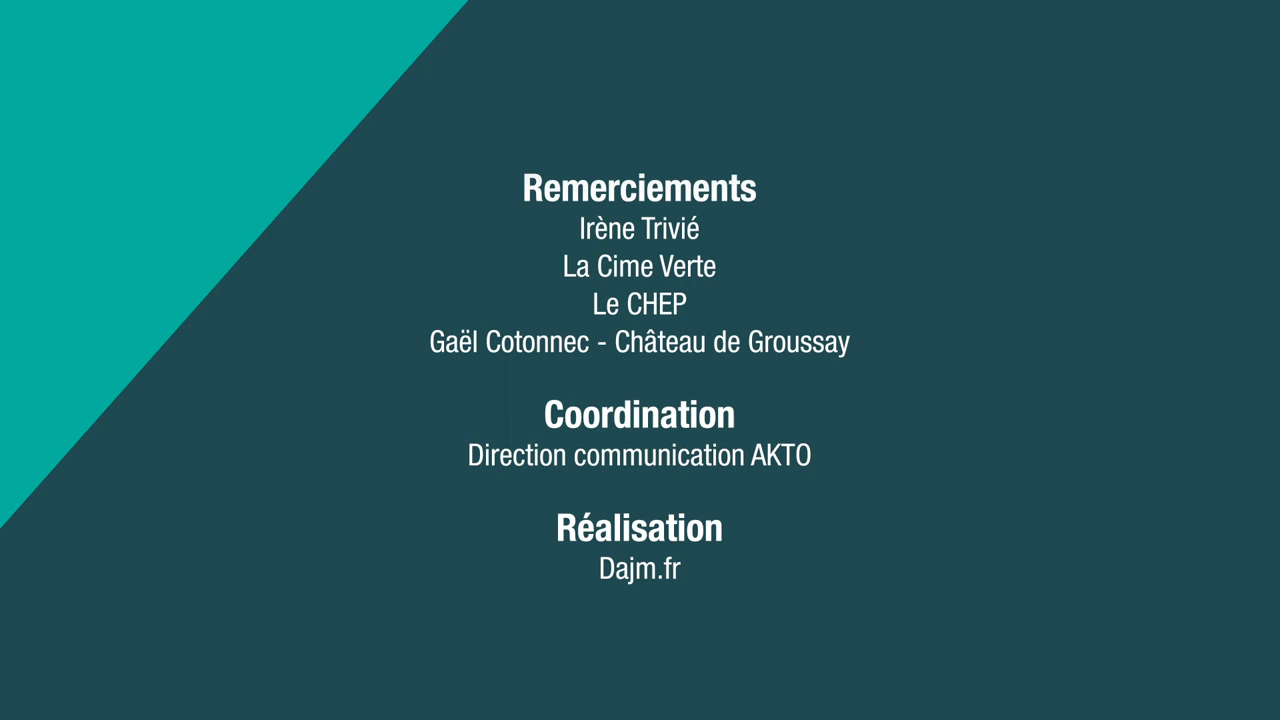 Remerciements
Irène Trivié
La Cime Verte
Le CHEP
Gaël Cotonnec - Château de Groussay
Coordination
Direction communication AKTO
Réalisation
Dajm.fr